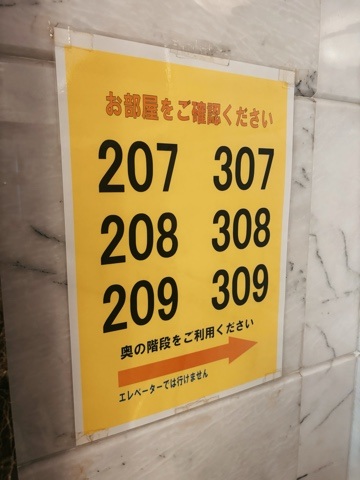 お部屋をご確認ください
207 307
208 308
209 309
奥の階段をご利用ください
エレベーターでは行けません